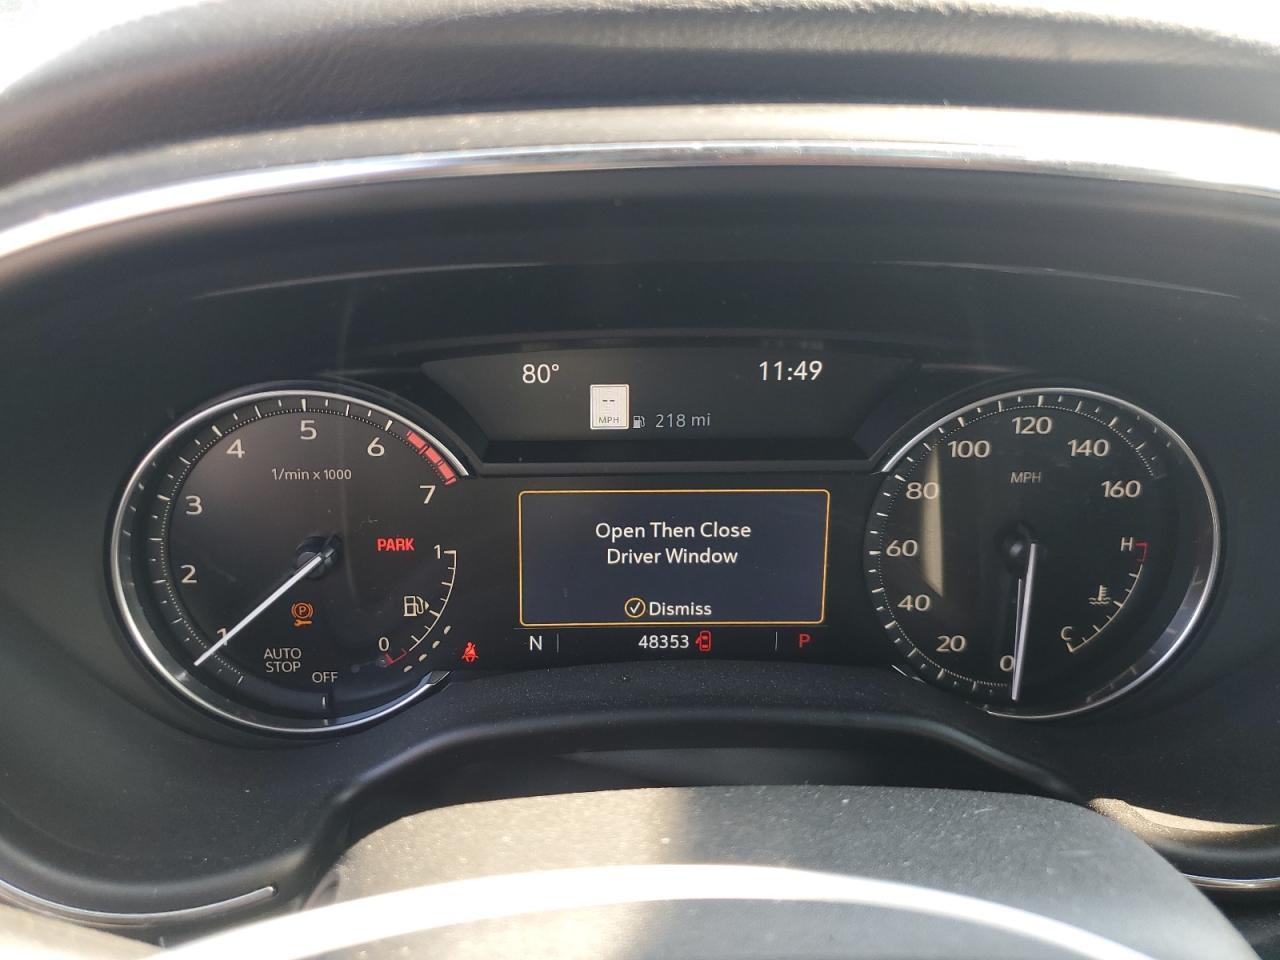 80°
11:49
--
MPH
218 mi
1
2
3
4
5
6
7
1/min x 1000
PARK
P
AUTO
STOP
OFF
1
0
Open Then Close
Driver Window
Dismiss
N
48353
P
0
20
40
60
80
100
120
140
160
MPH
H
C